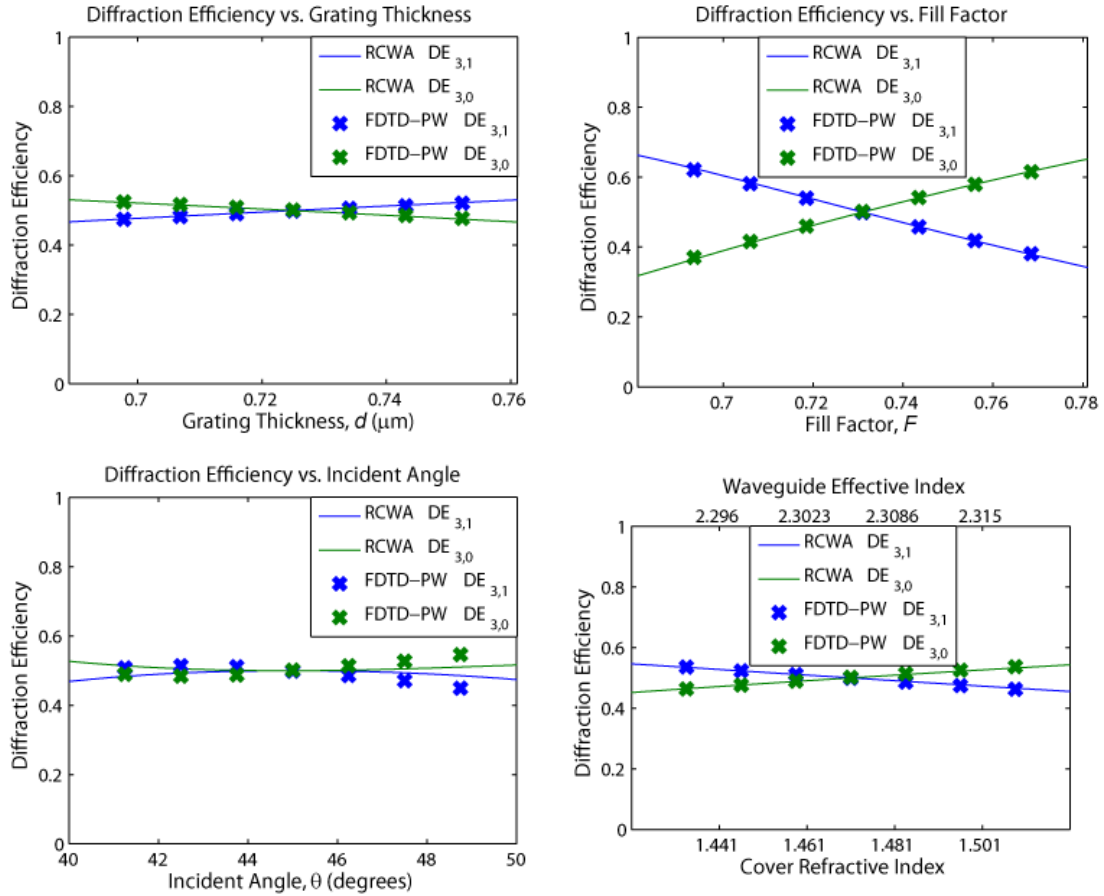 Diffraction Efficiency vs. Grating Thickness
1
0.8
0.6
0.4
0.2
0
Diffraction Efficiency
RCWA DE 3,1
RCWA DE 3,0
FDTD−PW DE 3,1
FDTD−PW DE 3,0
0.7 0.72 0.74 0.76
Grating Thickness, d (μm)
Diffraction Efficiency vs. Fill Factor
1
0.8
0.6
0.4
0.2
0
Diffraction Efficiency
RCWA DE 3,1
RCWA DE 3,0
FDTD−PW DE 3,1
FDTD−PW DE 3,0
0.7 0.72 0.74 0.76 0.78
Fill Factor, F
Diffraction Efficiency vs. Incident Angle
1
0.8
0.6
0.4
0.2
0
Diffraction Efficiency
RCWA DE 3,1
RCWA DE 3,0
FDTD−PW DE 3,1
FDTD−PW DE 3,0
40 42 44 46 48 50
Incident Angle, θ (degrees)
Waveguide Effective Index
2.296 2.3023 2.3086 2.315
1
0.8
0.6
0.4
0.2
0
Diffraction Efficiency
RCWA DE 3,1
RCWA DE 3,0
FDTD−PW DE 3,1
FDTD−PW DE 3,0
1.441 1.461 1.481 1.501
Cover Refractive Index